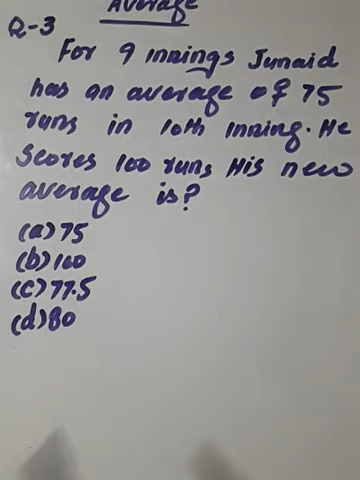 Average
Q-3
For 9 innings Junaid
has an average of 75
runs in 10th inning. He
Scores 100 runs His new
average is?
(a) 75
(b) 100
(c) 77.5
(d) 80